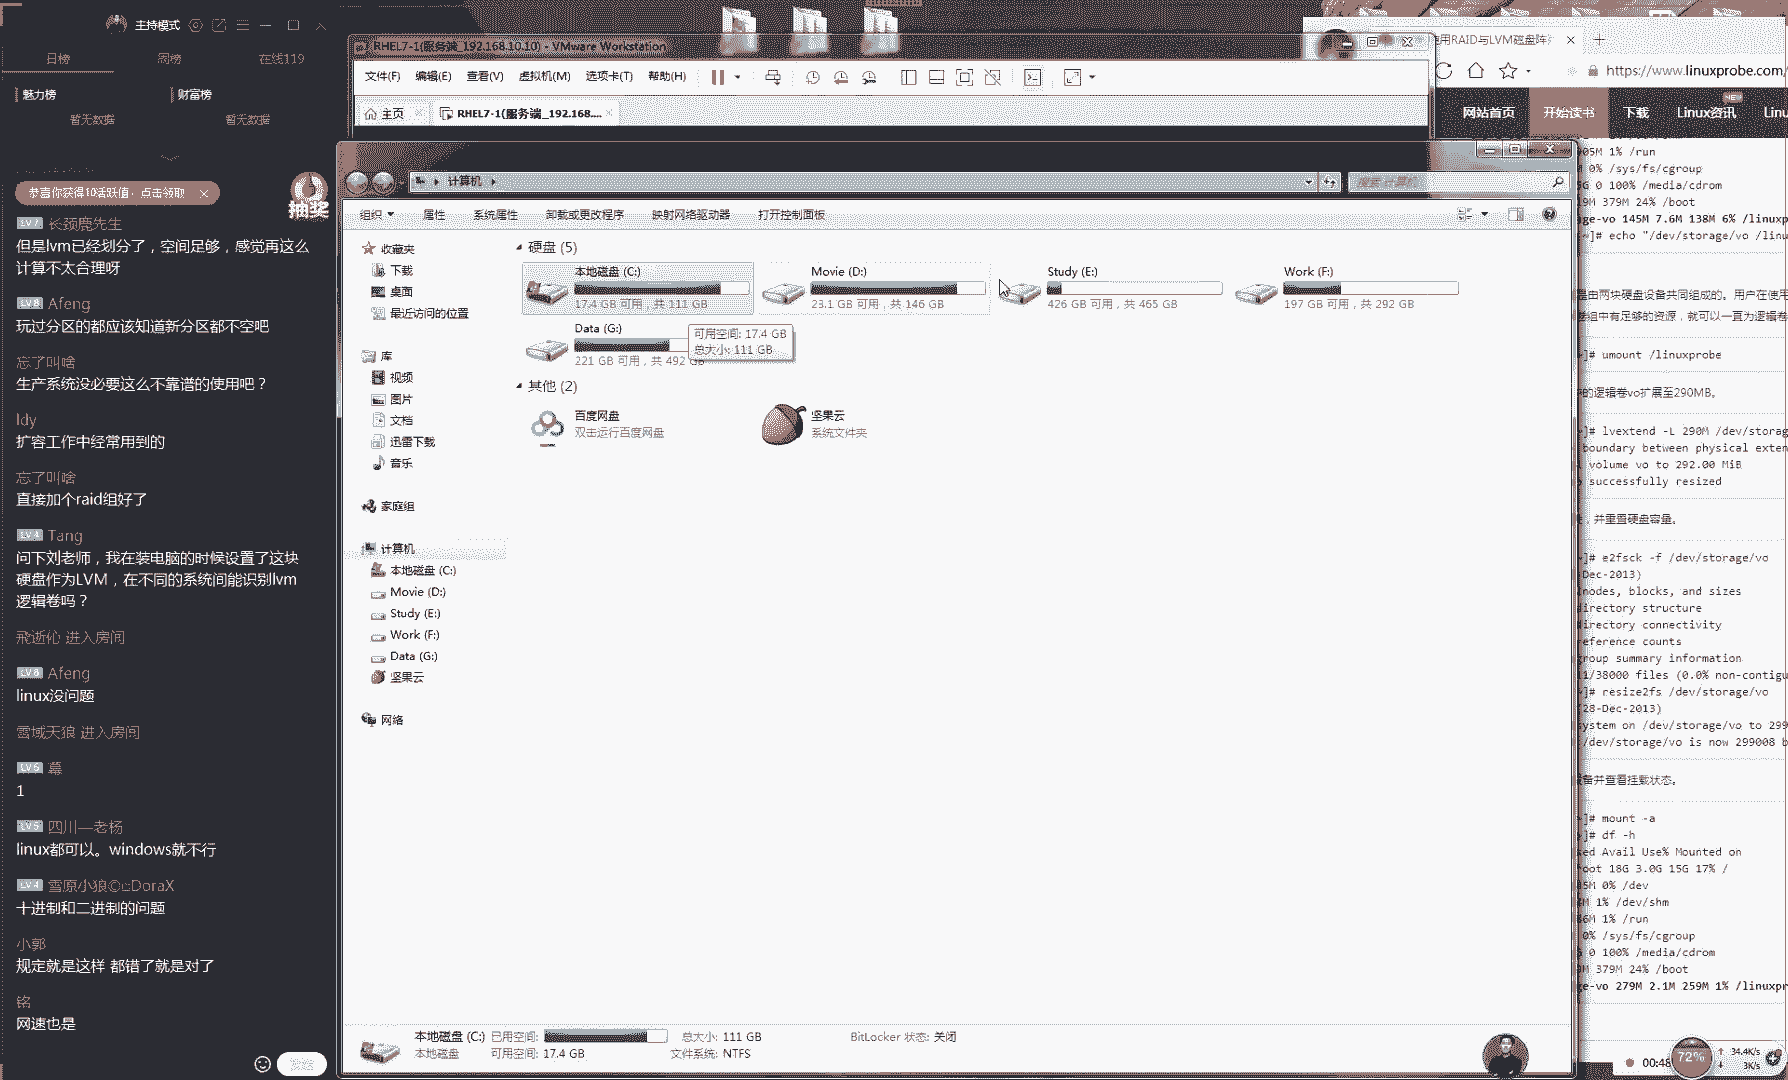 主持模式
日榜
周榜
在线119
魅力榜
财富榜
暂无数据
暂无数据
恭喜你获得10活跃值，点击领取
抽奖
LV7 长颈鹿先生
但是lvm已经划分了，空间足够，感觉再这么
计算不太合理呀
LV8 Afeng
玩过分区的都应该知道新分区都不空吧
忘了叫啥
生产系统没必要这么不靠谱的使用吧？
ldy
扩容工作中经常用到的
忘了叫啥
直接加个raid组好了
LV4 Tang
问下刘老师，我在装电脑的时候设置了这块
硬盘作为LVM，在不同的系统间能识别lvm
逻辑卷吗？
进入房间
Afeng
linux没问题
雪域天狼 进入房间
幕
1
LV5 四川—老杨
linux都可以。windows就不行
LV4
十进制和二进制的问题
小郭
规定就是这样 都错了就是对了
铭
网速也是
RHEL7-1(服务端_192.168.10.10) - VMware Workstation
文件(F)
编辑(E)
查看(V)
虚拟机(M)
选项卡(T)
帮助(H)
主页
RHEL7-1(服务端_192.168....
计算机
搜索 计算机
组织
属性
系统属性
卸载或更改程序
映射网络驱动器
打开控制面板
收藏夹
下载
桌面
最近访问的位置
库
视频
图片
文档
迅雷下载
音乐
家庭组
计算机
本地磁盘 (C:)
Movie (D:)
Study (E:)
Work (F:)
Data (G:)
坚果云
网络
硬盘 (5)
本地磁盘 (C:)
17.4 GB 可用，共 111 GB
Movie (D:)
23.1 GB 可用，共 146 GB
Study (E:)
426 GB 可用，共 465 GB
Work (F:)
197 GB 可用，共 292 GB
Data (G:)
221 GB 可用，共 492 G
可用空间: 17.4 GB
总大小: 111 GB
其他 (2)
百度网盘
双击运行百度网盘
坚果云
系统文件夹
本地磁盘 (C:) 已用空间:
总大小: 111 GB
BitLocker 状态: 关闭
本地磁盘
可用空间: 17.4 GB
文件系统: NTFS
使用RAID与LVM磁盘阵
https://www.linuxprobe.com/
网站首页
开始读书
下载
Linux资讯
NEW
Linu
05M 1% /run
0% /sys/fs/cgroup
G 0 100% /media/cdrom
9M 379M 24% /boot
ge-vo 145M 7.6M 138M 6% /linuxp
~]# echo "/dev/storage/vo /linu
是由两块硬盘设备共同组成的。用户在使用
卷组中有足够的资源，就可以一直为逻辑卷
]# umount /linuxprobe
的逻辑卷vo扩展至290MB。
]# lvextend -L 290M /dev/storag
boundary between physical exten
l volume vo to 292.00 MiB
o successfully resized
，并重置硬盘容量。
]# e2fsck -f /dev/storage/vo
Dec-2013)
nodes, blocks, and sizes
directory structure
directory connectivity
reference counts
group summary information
11/38000 files (0.0% non-contigu
]# resize2fs /dev/storage/vo
(28-Dec-2013)
system on /dev/storage/vo to 299
/dev/storage/vo is now 299008 b
设备并查看挂载状态。
]# mount -a
]# df -h
sed Avail Use% Mounted on
root 18G 3.0G 15G 17% /
0% /dev
1% /dev/shm
1% /run
0% /sys/fs/cgroup
0 100% /media/cdrom
379M 24% /boot
ge-vo 279M 2.1M 259M 1% /linuxpr
00:48
72%
34.4K/s
3K/s